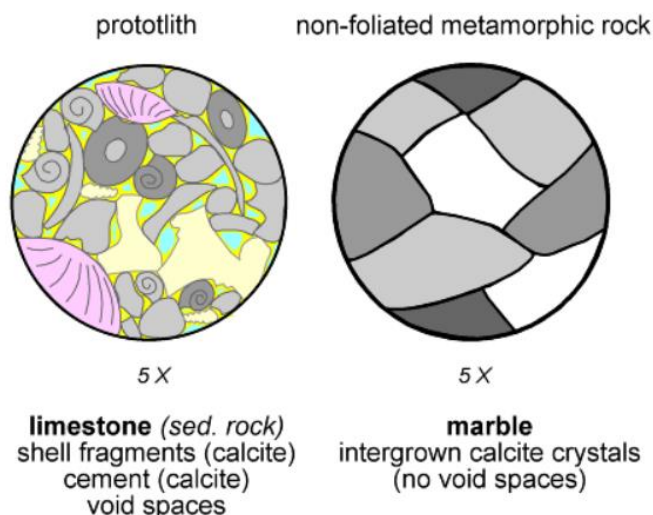 prototlith
non-foliated metamorphic rock
5 X
5 X
limestone (sed. rock)
shell fragments (calcite)
cement (calcite)
void spaces
marble
intergrown calcite crystals
(no void spaces)